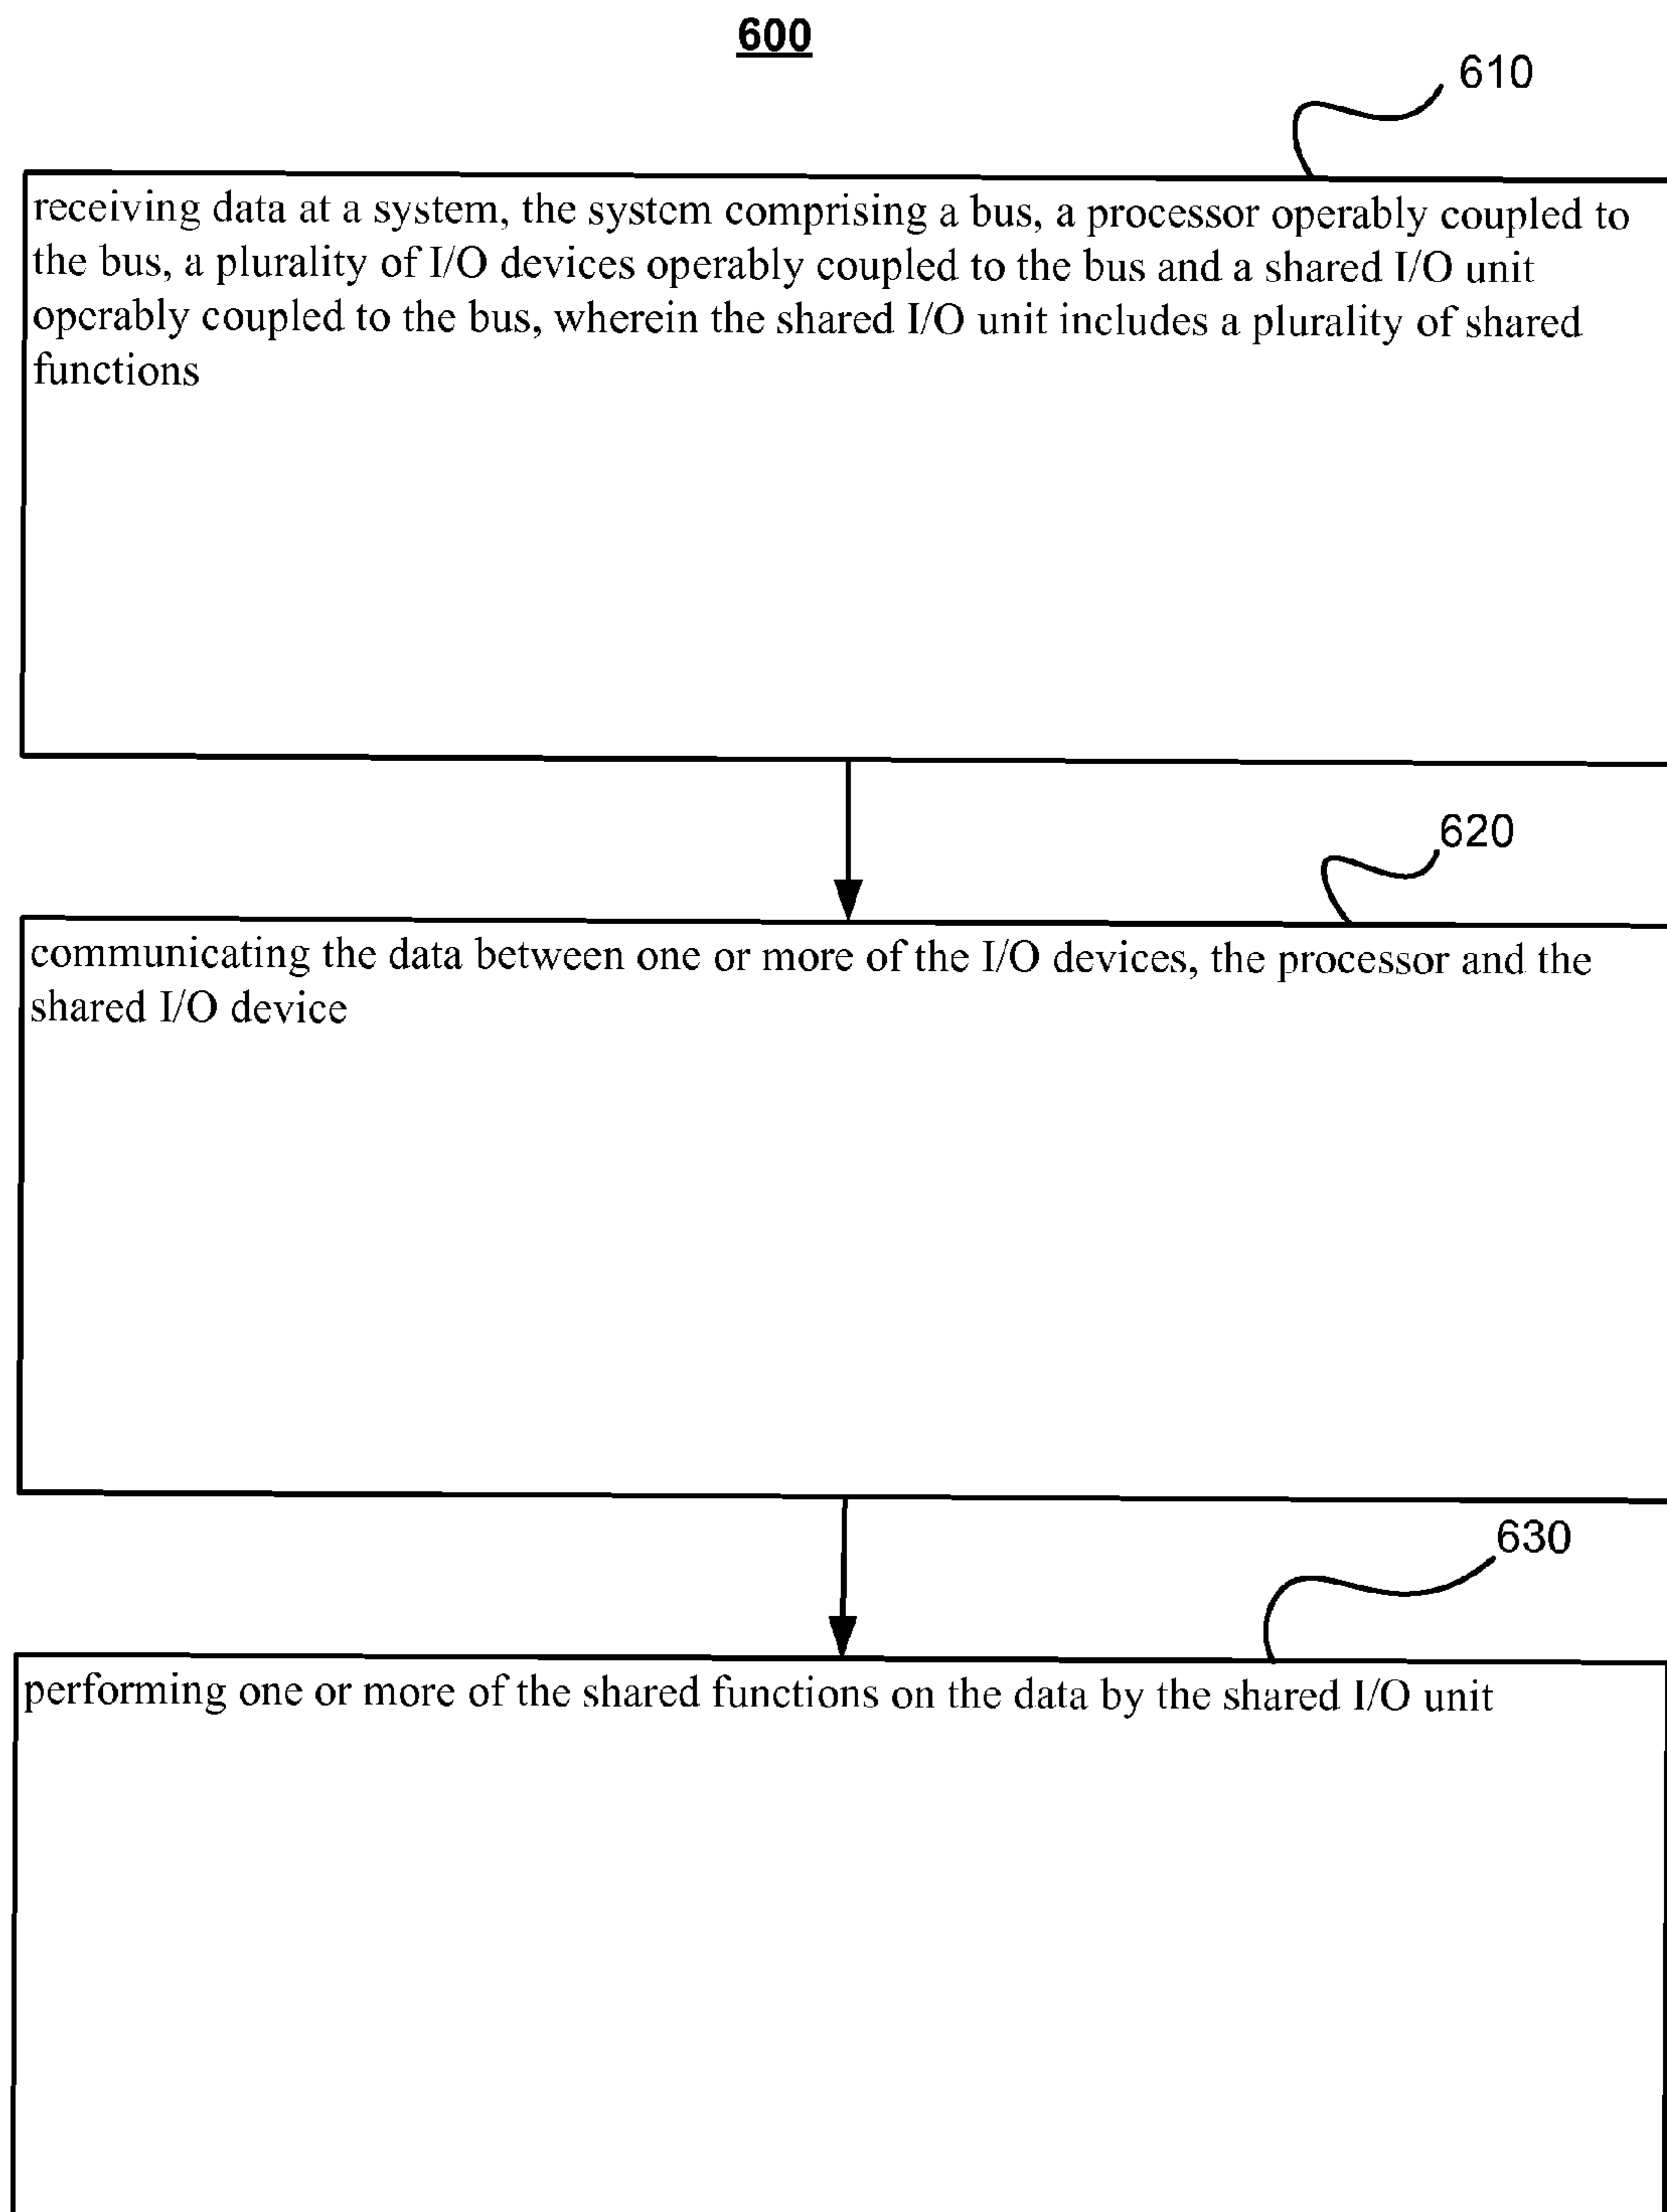 600
610
receiving data at a system, the system comprising a bus, a processor operably coupled to
the bus, a plurality of I/O devices operably coupled to the bus and a shared I/O unit
operably coupled to the bus, wherein the shared I/O unit includes a plurality of shared
functions
620
communicating the data between one or more of the I/O devices, the processor and the
shared I/O device
630
performing one or more of the shared functions on the data by the shared I/O unit